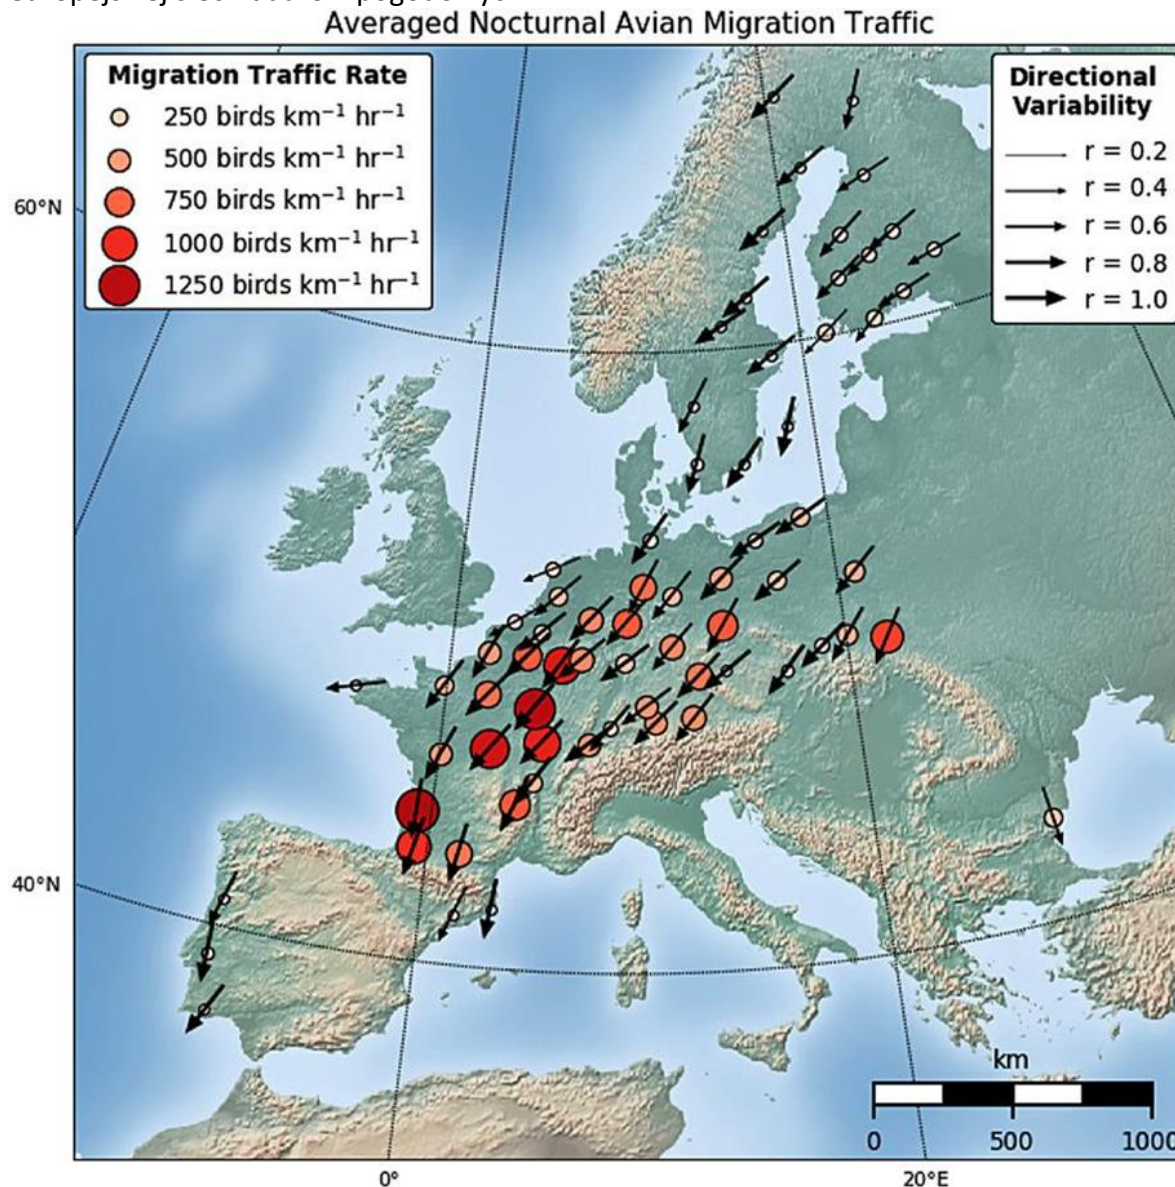 Averaged Nocturnal Avian Migration Traffic
Migration Traffic Rate
250 birds km⁻¹ hr⁻¹
500 birds km⁻¹ hr⁻¹
750 birds km⁻¹ hr⁻¹
1000 birds km⁻¹ hr⁻¹
1250 birds km⁻¹ hr⁻¹
Directional
Variability
r = 0.2
r = 0.4
r = 0.6
r = 0.8
r = 1.0
60°N
40°N
km
0 500 1000
0° 20°E